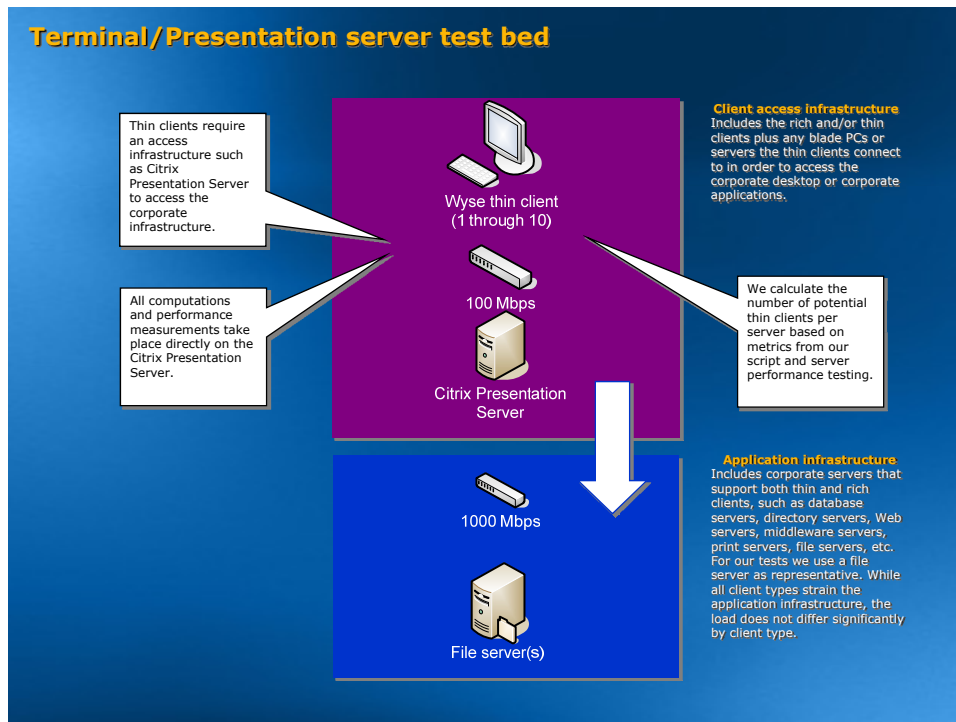 Terminal/Presentation server test bed
Thin clients require
an access
infrastructure such
as Citrix
Presentation Server
to access the
corporate
infrastructure.
All computations
and performance
measurements take
place directly on the
Citrix Presentation
Server.
Wyse thin client
(1 through 10)
100 Mbps
Citrix Presentation
Server
1000 Mbps
File server(s)
Client access infrastructure
Includes the rich and/or thin
clients plus any blade PCs or
servers the thin clients connect
to in order to access the
corporate desktop or corporate
applications.
We calculate the
number of potential
thin clients per
server based on
metrics from our
script and server
performance testing.
Application infrastructure
Includes corporate servers that
support both thin and rich
clients, such as database
servers, directory servers, Web
servers, middleware servers,
print servers, file servers, etc.
For our tests we use a file
server as representative. While
all client types strain the
application infrastructure, the
load does not differ significantly
by client type.